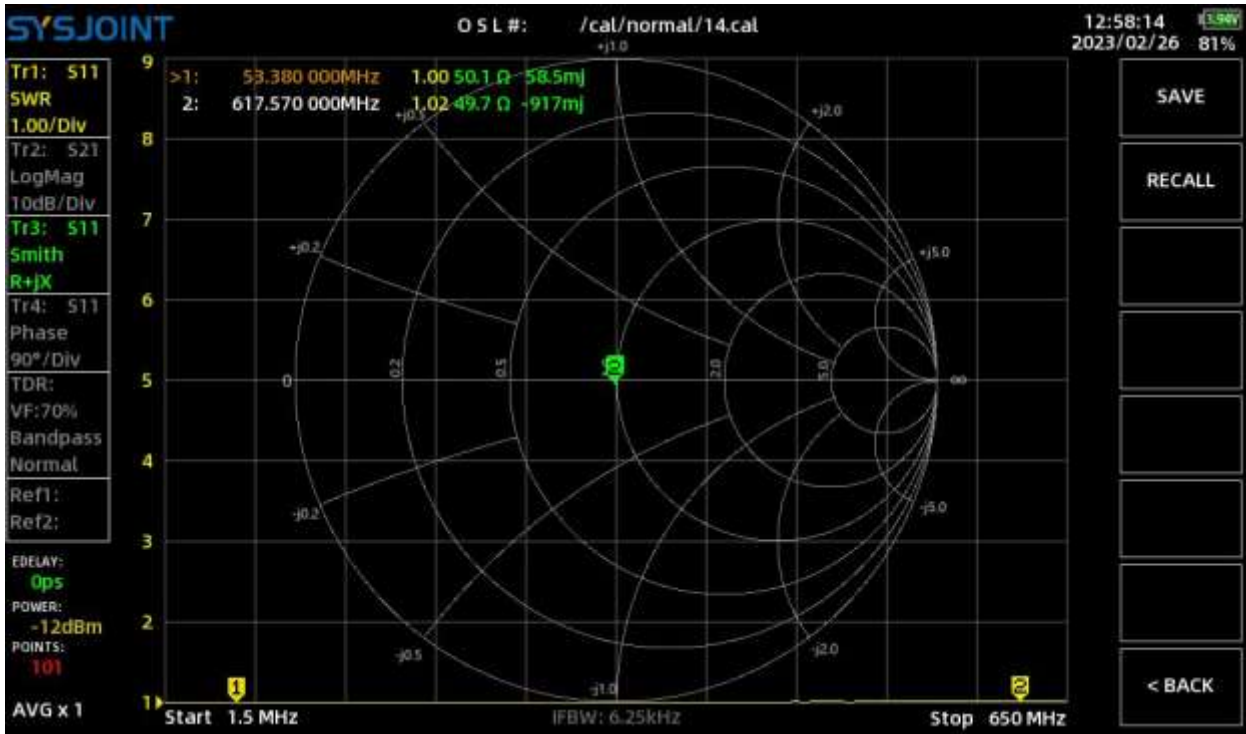 SYSJOINT
O S L #: /cal/normal/14.cal
12:58:14 3.94V
2023/02/26 81%
Tr1: S11
SWR
1.00/Div
Tr2: S21
LogMag
10dB/Div
Tr3: S11
Smith
R+jX
Tr4: S11
Phase
90°/Div
TDR:
VF:70%
Bandpass
Normal
Ref1:
Ref2:
EDELAY:
0ps
POWER:
-12dBm
POINTS:
101
AVG x 1
>1: 53.380 000MHz 1.00 50.1 Ω 58.5mj
2: 617.570 000MHz 1.02 49.7 Ω -917mj
9
8
7
6
5
4
3
2
1
+j1.0
+j0.5
+j2.0
+j0.2
+j5.0
0
0.2
0.5
2
2.0
5.0
∞
-j0.2
-j5.0
-j0.5
-j2.0
-j1.0
1
2
Start 1.5 MHz
IFBW: 6.25kHz
Stop 650 MHz
SAVE
RECALL
< BACK